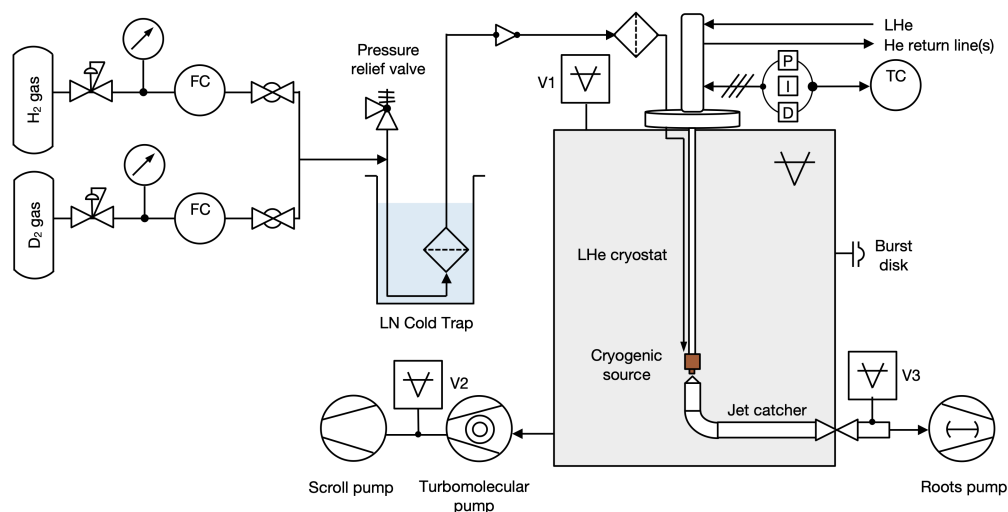 H2 gas
FC
D2 gas
FC
Pressure
relief valve
LN Cold Trap
V1
LHe
He return line(s)
P
I
D
TC
LHe cryostat
Burst
disk
Cryogenic
source
Jet catcher
V2
V3
Scroll pump
Turbomolecular
pump
Roots pump